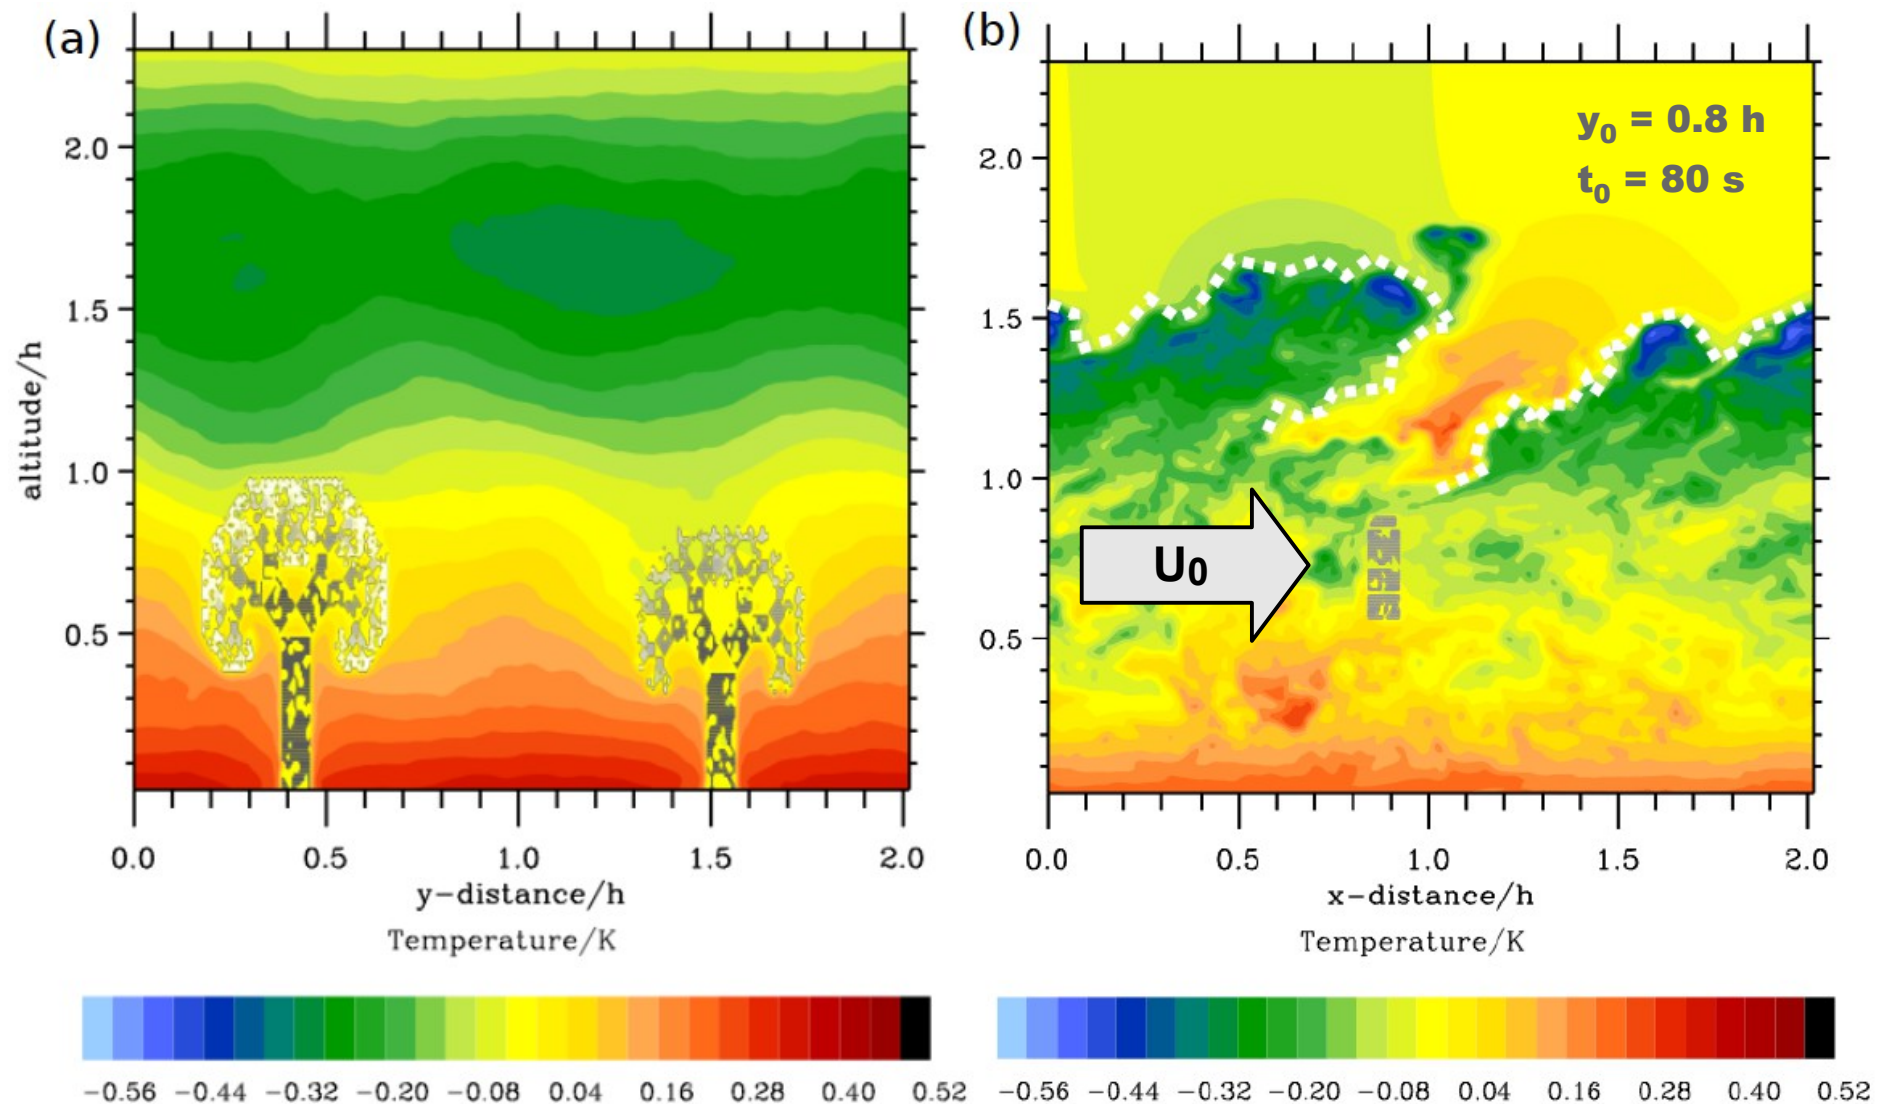 (a)
2.0
1.5
1.0
0.5
altitude/h
0.0 0.5 1.0 1.5 2.0
y-distance/h
Temperature/K
-0.56 -0.44 -0.32 -0.20 -0.08 0.04 0.16 0.28 0.40 0.52
(b)
y₀ = 0.8 h
t₀ = 80 s
2.0
1.5
1.0
U₀
0.5
0.0 0.5 1.0 1.5 2.0
x-distance/h
Temperature/K
-0.56 -0.44 -0.32 -0.20 -0.08 0.04 0.16 0.28 0.40 0.52